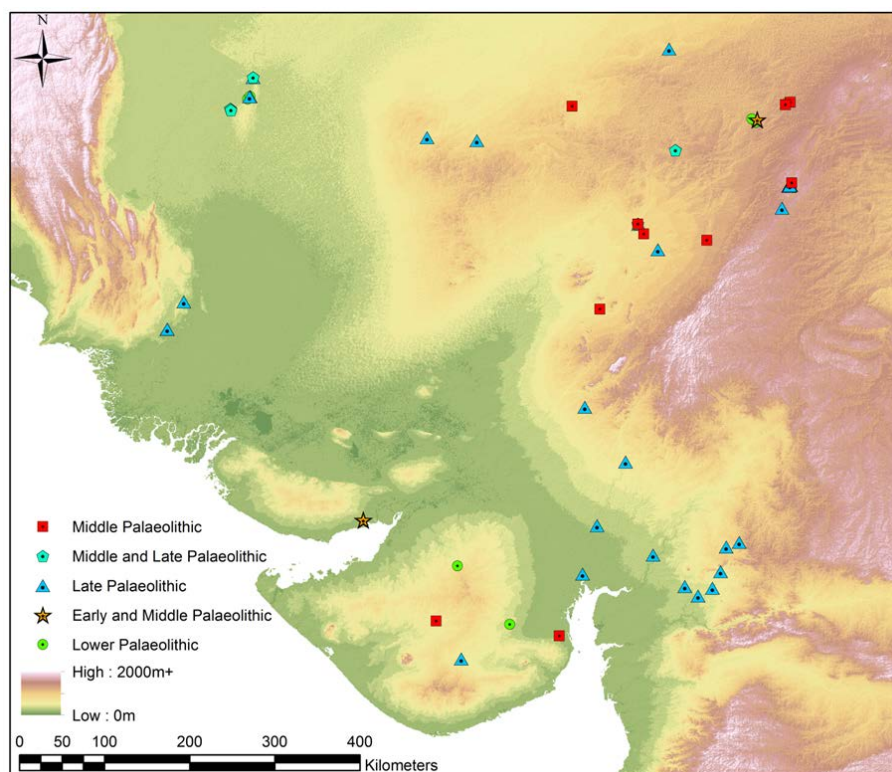 N
Middle Palaeolithic
Middle and Late Palaeolithic
Late Palaeolithic
Early and Middle Palaeolithic
Lower Palaeolithic
High : 2000m+
Low : 0m
0 50 100 200 300 400
Kilometers